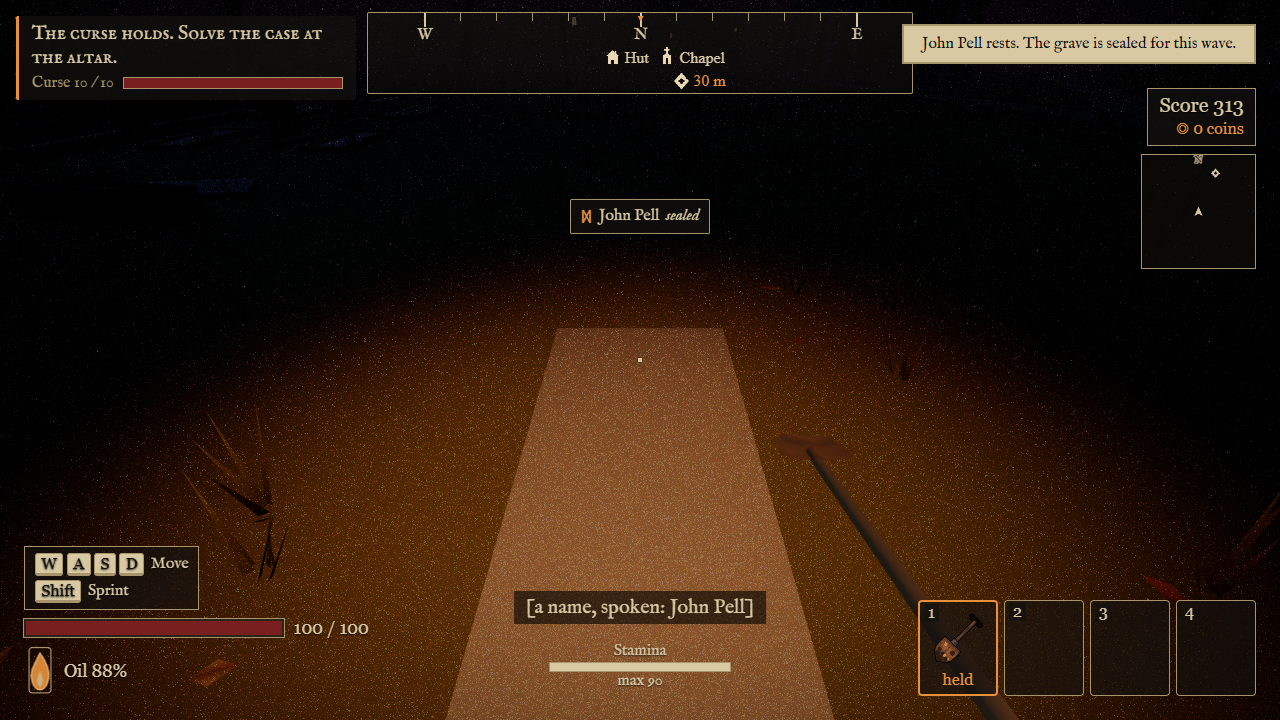 The curse holds. Solve the case at
the altar.
Curse 10/10
W
N
E
Hut
Chapel
30 m
John Pell rests. The grave is sealed for this wave.
Score 313
0 coins
John Pell sealed
W A S D Move
Shift Sprint
100 / 100
Oil 88%
[a name, spoken: John Pell]
Stamina
max 90
1
held
2
3
4